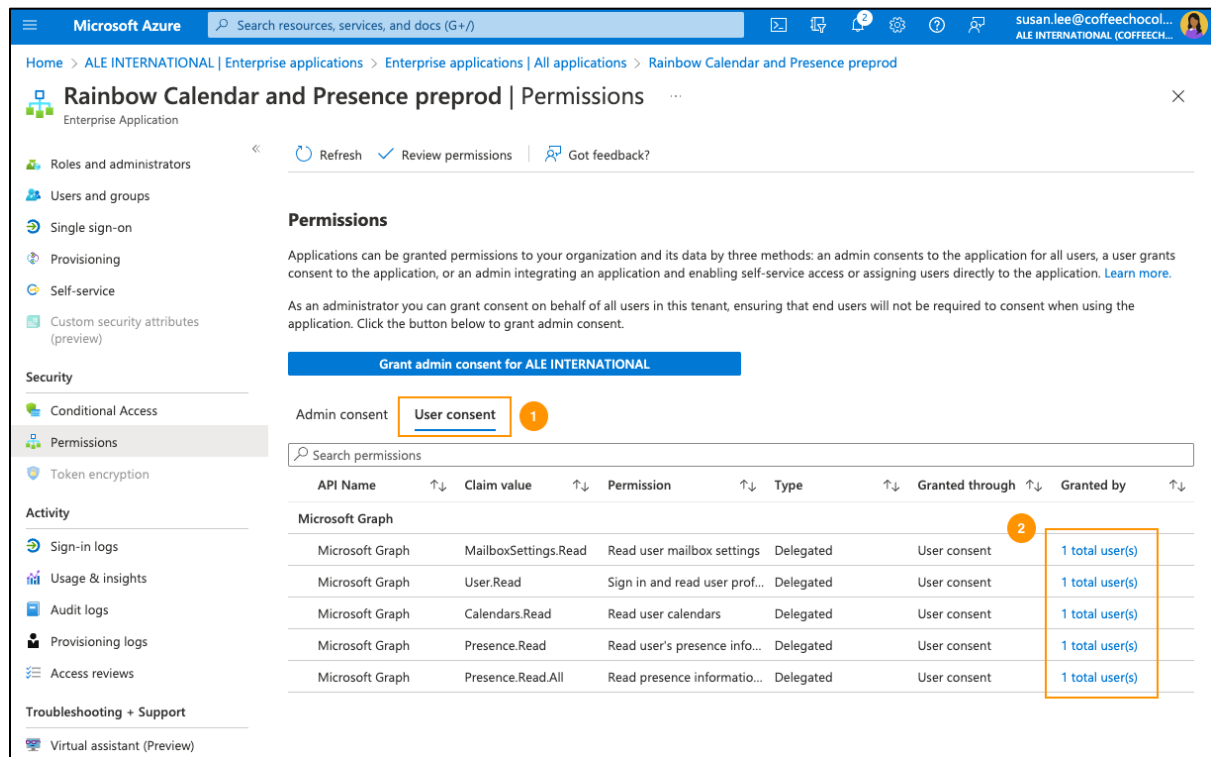 Microsoft Azure
Search resources, services, and docs (G+/)
2
susan.lee@coffeechocol...
ALE INTERNATIONAL (COFFEECH...
Home > ALE INTERNATIONAL | Enterprise applications > Enterprise applications | All applications > Rainbow Calendar and Presence preprod
Rainbow Calendar and Presence preprod | Permissions ...
Enterprise Application
Roles and administrators
Users and groups
Single sign-on
Provisioning
Self-service
Custom security attributes
(preview)
Security
Conditional Access
Permissions
Token encryption
Activity
Sign-in logs
Usage & insights
Audit logs
Provisioning logs
Access reviews
Troubleshooting + Support
Virtual assistant (Preview)
Refresh Review permissions Got feedback?
Permissions
Applications can be granted permissions to your organization and its data by three methods: an admin consents to the application for all users, a user grants
consent to the application, or an admin integrating an application and enabling self-service access or assigning users directly to the application. Learn more.
As an administrator you can grant consent on behalf of all users in this tenant, ensuring that end users will not be required to consent when using the
application. Click the button below to grant admin consent.
Grant admin consent for ALE INTERNATIONAL
Admin consent User consent 1
Search permissions
API Name Claim value Permission Type Granted through Granted by
Microsoft Graph
2
Microsoft Graph MailboxSettings.Read Read user mailbox settings Delegated User consent 1 total user(s)
Microsoft Graph User.Read Sign in and read user prof... Delegated User consent 1 total user(s)
Microsoft Graph Calendars.Read Read user calendars Delegated User consent 1 total user(s)
Microsoft Graph Presence.Read Read user's presence info... Delegated User consent 1 total user(s)
Microsoft Graph Presence.Read.All Read presence informatio... Delegated User consent 1 total user(s)